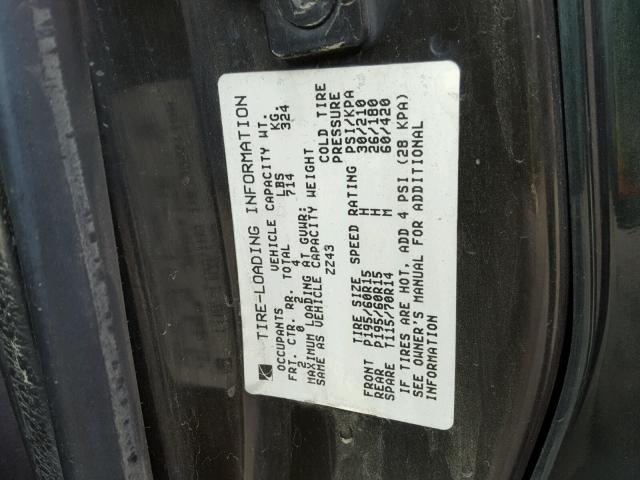 TIRE-LOADING INFORMATION
OCCUPANTS VEHICLE CAPACITY WT.
FRT. CTR. RR. TOTAL LBS KG.
2 0 2 4 714 324
MAXIMUM LOADING AT GVWR:
SAME AS VEHICLE CAPACITY WEIGHT
ZZ43 COLD TIRE
PRESSURE
TIRE SIZE SPEED RATING PSI/KPA
FRONT P195/60R15 H 30/210
REAR P195/60R15 H 26/180
SPARE T115/70R14 M 60/420
IF TIRES ARE HOT, ADD 4 PSI (28 KPA)
SEE OWNER'S MANUAL FOR ADDITIONAL
INFORMATION